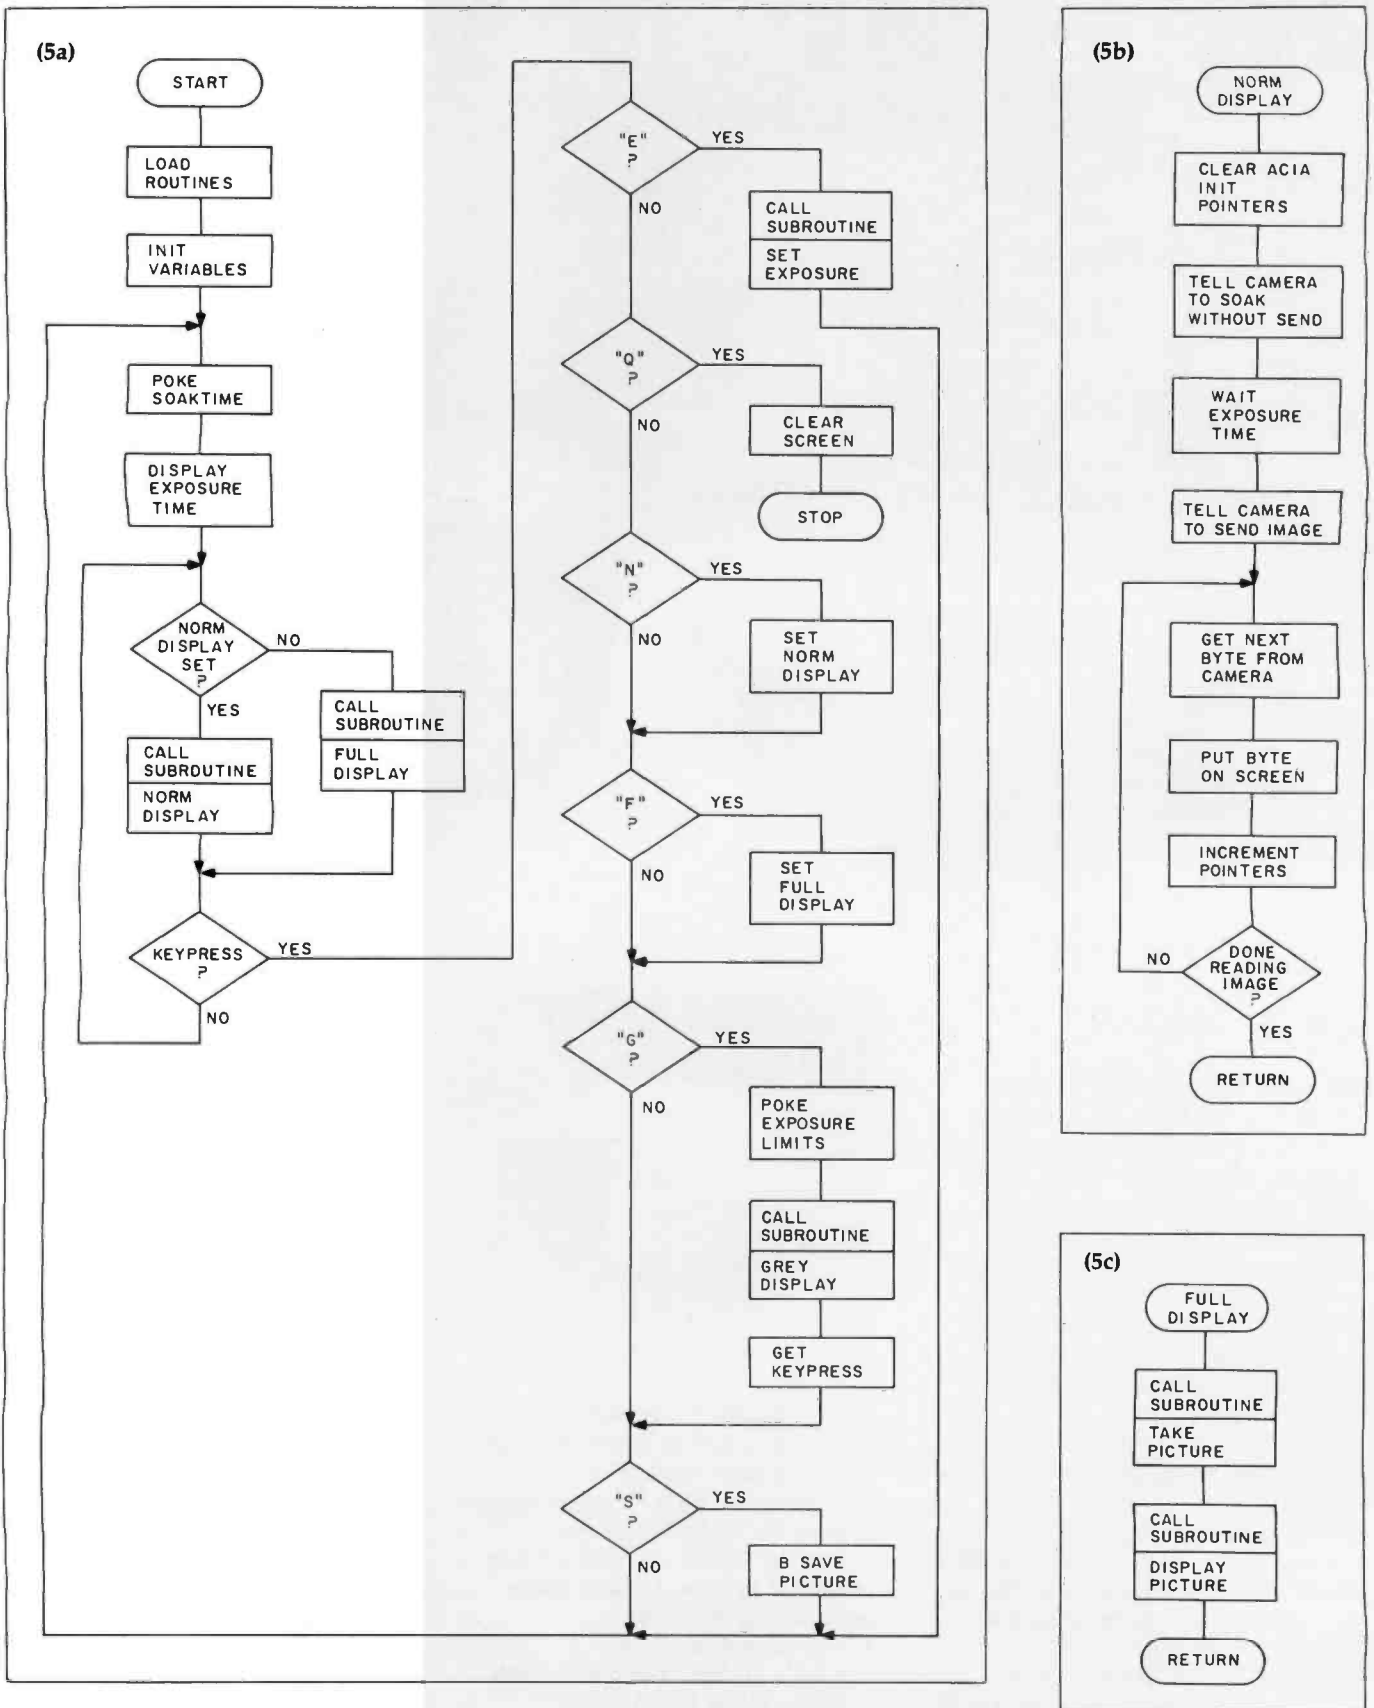 (5a)
START
LOAD
ROUTINES
INIT
VARIABLES
POKE
SOAKTIME
DISPLAY
EXPOSURE
TIME
NORM
DISPLAY
SET
?
NO
YES
CALL
SUBROUTINE
FULL
DISPLAY
CALL
SUBROUTINE
NORM
DISPLAY
KEYPRESS
?
YES
NO
"E"
?
YES
NO
CALL
SUBROUTINE
SET
EXPOSURE
"Q"
?
YES
NO
CLEAR
SCREEN
STOP
"N"
?
YES
NO
SET
NORM
DISPLAY
"F"
?
YES
NO
SET
FULL
DISPLAY
"G"
?
YES
NO
POKE
EXPOSURE
LIMITS
CALL
SUBROUTINE
GREY
DISPLAY
GET
KEYPRESS
"S"
?
YES
NO
B SAVE
PICTURE
(5b)
NORM
DISPLAY
CLEAR ACIA
INIT
POINTERS
TELL CAMERA
TO SOAK
WITHOUT SEND
WAIT
EXPOSURE
TIME
TELL CAMERA
TO SEND IMAGE
GET NEXT
BYTE FROM
CAMERA
PUT BYTE
ON SCREEN
INCREMENT
POINTERS
DONE
READING
IMAGE
?
NO
YES
RETURN
(5c)
FULL
DISPLAY
CALL
SUBROUTINE
TAKE
PICTURE
CALL
SUBROUTINE
DISPLAY
PICTURE
RETURN